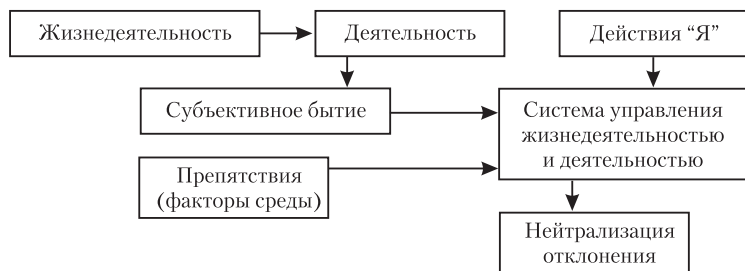 Жизнедеятельность
Деятельность
Действия “Я”
Субъективное бытие
Система управления
жизнедеятельностью
и деятельностью
Препятствия
(факторы среды)
Нейтрализация
отклонения